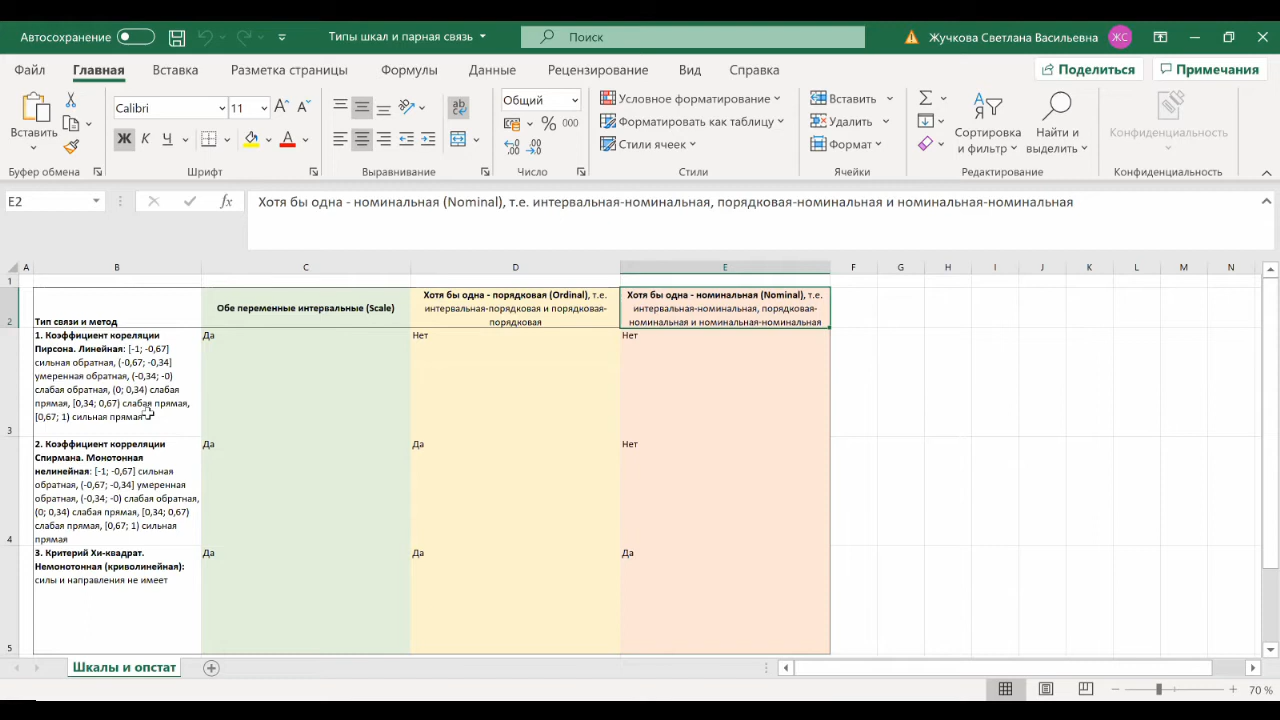 Автосохранение
Типы шкал и парная связь
Поиск
Жучкова Светлана Васильевна
ЖС
Файл
Главная
Вставка
Разметка страницы
Формулы
Данные
Рецензирование
Вид
Справка
Поделиться
Примечания
Вставить
Calibri
11
Ж К Ч
Общий
% 000
Условное форматирование
Форматировать как таблицу
Стили ячеек
Вставить
Удалить
Формат
Сортировка
и фильтр
Найти и
выделить
Конфиденциальность
Буфер обмена
Шрифт
Выравнивание
Число
Стили
Ячейки
Редактирование
Конфиденциальность
E2
fx
Хотя бы одна - номинальная (Nominal), т.е. интервальная-номинальная, порядковая-номинальная и номинальная-номинальная
A B C D E F G H I J K L M N
1
2
Тип связи и метод
Обе переменные интервальные (Scale)
Хотя бы одна - порядковая (Ordinal), т.е.
интервальная-порядковая и порядковая-
порядковая
Хотя бы одна - номинальная (Nominal), т.е.
интервальная-номинальная, порядковая-
номинальная и номинальная-номинальная
3
1. Коэффициент кореляции
Пирсона. Линейная: [-1; -0,67]
сильная обратная, (-0,67; -0,34]
умеренная обратная, (-0,34; -0)
слабая обратная, (0; 0,34) слабая
прямая, [0,34; 0,67) слабая прямая,
[0,67; 1) сильная прямая
Да
Нет
Нет
4
2. Коэффициент корреляции
Спирмана. Монотонная
нелинейная: [-1; -0,67] сильная
обратная, (-0,67; -0,34] умеренная
обратная, (-0,34; -0) слабая обратная,
(0; 0,34) слабая прямая, [0,34; 0,67)
слабая прямая, [0,67; 1) сильная
прямая
Да
Да
Нет
5
3. Критерий Хи-квадрат.
Немонотонная (криволинейная):
силы и направления не имеет
Да
Да
Да
Шкалы и опстат
70 %